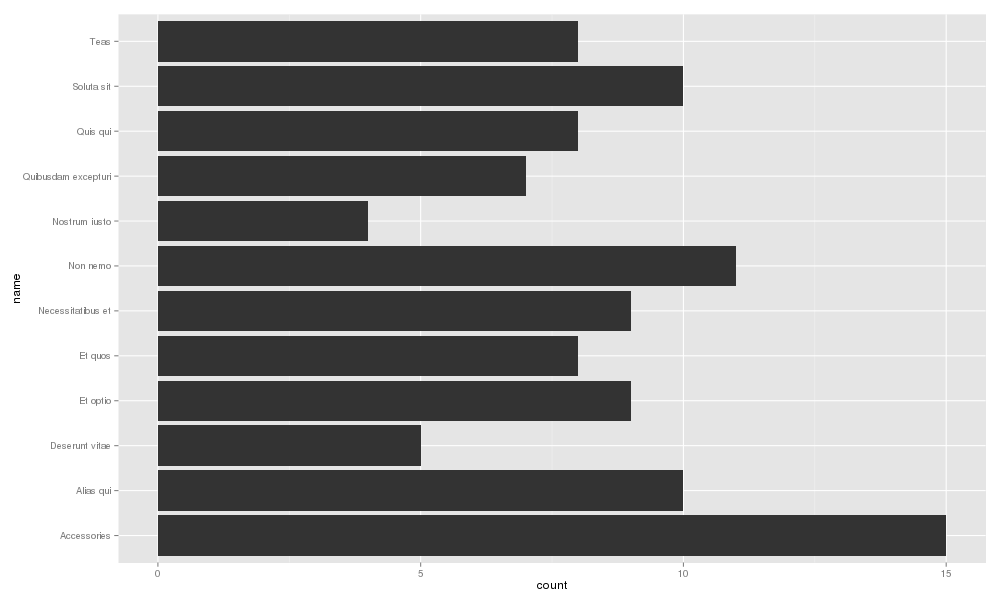 Teas
Soluta sit
Quis qui
Quibusdam excepturi
Nostrum iusto
Non nemo
Necessitatibus et
Et quos
Et optio
Deserunt vitae
Alias qui
Accessories
name
0 5 10 15
count